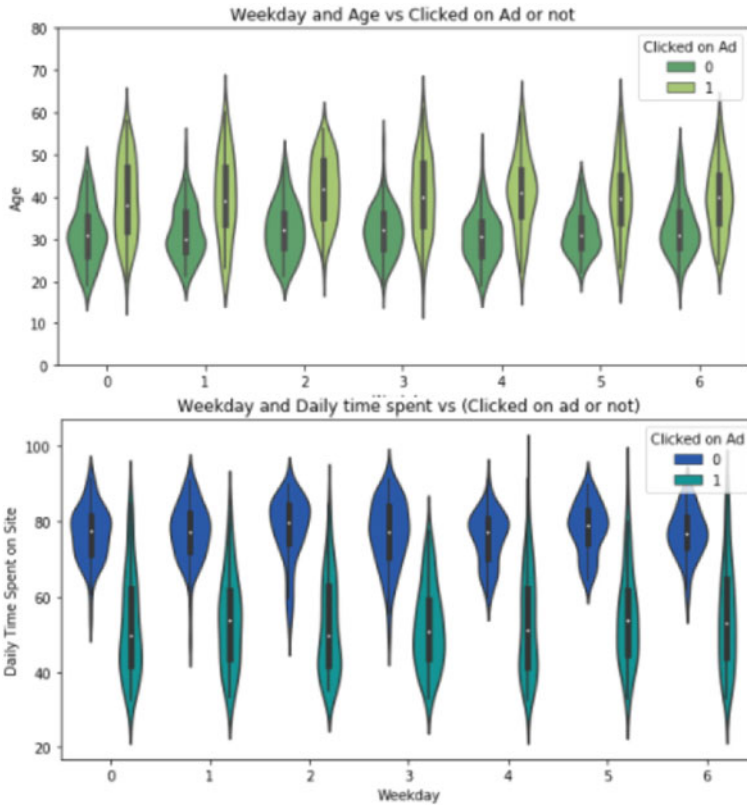 Weekday and Age vs Clicked on Ad or not
80
70
60
50
40
30
20
10
0
Age
Clicked on Ad
0
1
0 1 2 3 4 5 6
Weekday and Daily time spent vs (Clicked on ad or not)
100
80
60
40
20
Daily Time Spent on Site
Clicked on Ad
0
1
0 1 2 3 4 5 6
Weekday